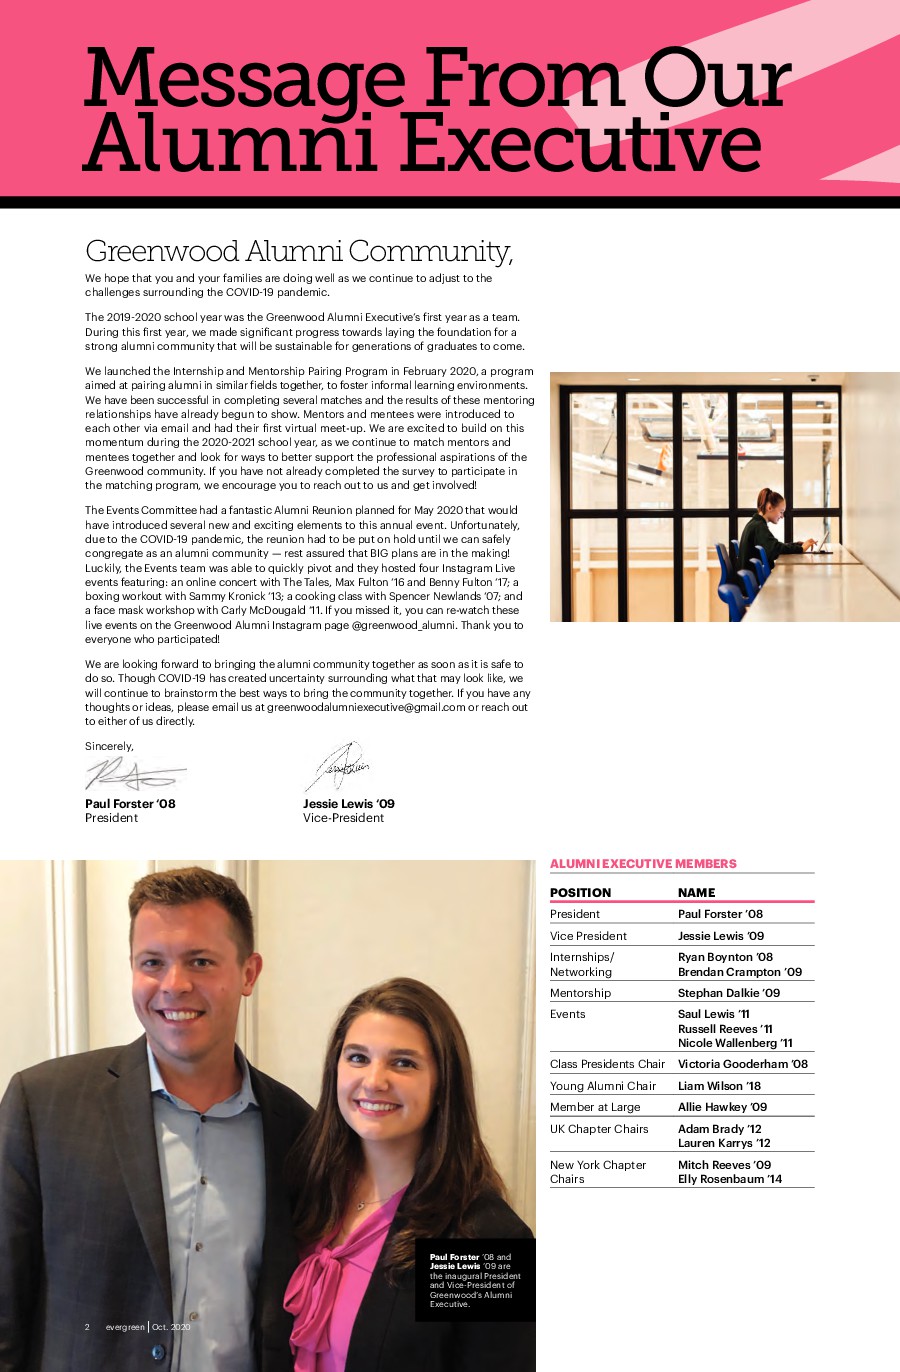 Message From Our
Alumni Executive
Greenwood Alumni Community,
We hope that you and your families are doing well as we continue to adjust to the
challenges surrounding the COVID-19 pandemic.
The 2019-2020 school year was the Greenwood Alumni Executive’s first year as a team.
During this first year, we made significant progress towards laying the foundation for a
strong alumni community that will be sustainable for generations of graduates to come.
We launched the Internship and Mentorship Pairing Program in February 2020, a program
aimed at pairing alumni in similar fields together, to foster informal learning environments.
We have been successful in completing several matches and the results of these mentoring
relationships have already begun to show. Mentors and mentees were introduced to
each other via email and had their first virtual meet-up. We are excited to build on this
momentum during the 2020-2021 school year, as we continue to match mentors and
mentees together and look for ways to better support the professional aspirations of the
Greenwood community. If you have not already completed the survey to participate in
the matching program, we encourage you to reach out to us and get involved!
The Events Committee had a fantastic Alumni Reunion planned for May 2020 that would
have introduced several new and exciting elements to this annual event. Unfortunately,
due to the COVID-19 pandemic, the reunion had to be put on hold until we can safely
congregate as an alumni community — rest assured that BIG plans are in the making!
Luckily, the Events team was able to quickly pivot and they hosted four Instagram Live
events featuring: an online concert with The Tales, Max Fulton ’16 and Benny Fulton ’17; a
boxing workout with Sammy Kronick ’13; a cooking class with Spencer Newlands ’07; and
a face mask workshop with Carly McDougald ’11. If you missed it, you can re-watch these
live events on the Greenwood Alumni Instagram page @greenwood_alumni. Thank you to
everyone who participated!
We are looking forward to bringing the alumni community together as soon as it is safe to
do so. Though COVID-19 has created uncertainty surrounding what that may look like, we
will continue to brainstorm the best ways to bring the community together. If you have any
thoughts or ideas, please email us at greenwoodalumniexecutive@gmail.com or reach out
to either of us directly.
Sincerely,
Paul Forster ’08
President
Jessie Lewis ’09
Vice-President
ALUMNI EXECUTIVE MEMBERS
POSITION NAME
President Paul Forster ’08
Vice President Jessie Lewis ’09
Internships/ Ryan Boynton ’08
Networking Brendan Crampton ’09
Mentorship Stephan Dalkie ’09
Events Saul Lewis ’11
Russell Reeves ’11
Nicole Wallenberg ’11
Class Presidents Chair Victoria Gooderham ’08
Young Alumni Chair Liam Wilson ’18
Member at Large Allie Hawkey ’09
UK Chapter Chairs Adam Brady ’12
Lauren Karrys ’12
New York Chapter Mitch Reeves ’09
Chairs Elly Rosenbaum ’14
Paul Forster ’08 and
Jessie Lewis ’09 are
the inaugural President
and Vice-President of
Greenwood’s Alumni
Executive.
2 evergreen | Oct. 2020